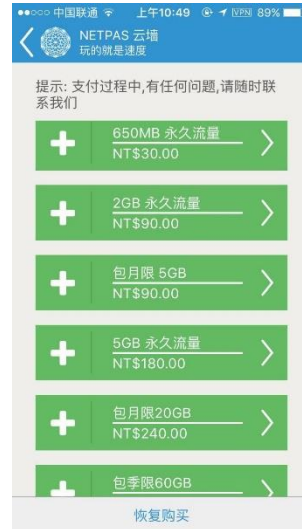 中国联通 上午10:49 VPN 89%
NETPAS 云墙
玩的就是速度
提示: 支付过程中,有任何问题,请随时联
系我们
650MB 永久流量
NT$30.00
2GB 永久流量
NT$90.00
包月限 5GB
NT$90.00
5GB 永久流量
NT$180.00
包月限20GB
NT$240.00
包季限60GB
恢复购买